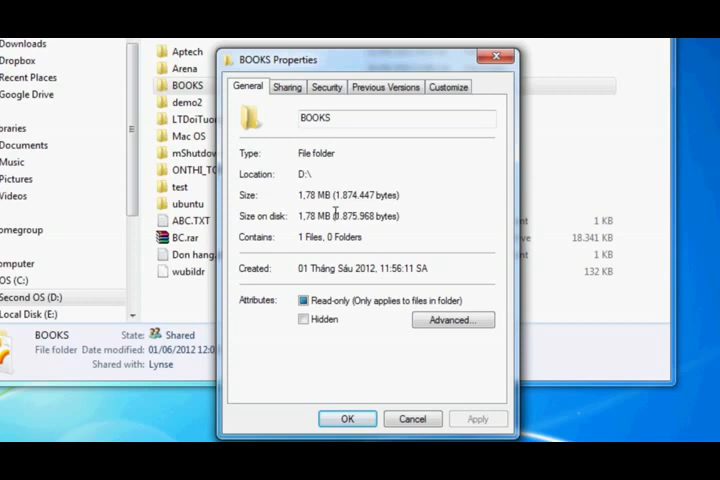 BOOKS Properties
General Sharing Security Previous Versions Customize
BOOKS
Type: File folder
Location: D:\
Size: 1,78 MB (1.874.447 bytes)
Size on disk: 1,78 MB (1.875.968 bytes)
Contains: 1 Files, 0 Folders
Created: 01 Tháng Sáu 2012, 11:56:11 SA
Attributes: Read-only (Only applies to files in folder)
Hidden
Advanced...
OK Cancel Apply
Downloads
Dropbox
Recent Places
Google Drive
braries
Documents
Music
Pictures
Videos
omegroup
omputer
OS (C:)
Second OS (D:)
Local Disk (E:)
Aptech
Arena
BOOKS
demo2
LTDoiTuo
Mac OS
mShutdow
ONTHI_TO
test
ubuntu
ABC.TXT 1 KB
BC.rar ve 18.341 KB
Don hang. 1 KB
wubildr 132 KB
BOOKS State: Shared
File folder Date modified: 01/06/2012 12:0
Shared with: Lynse